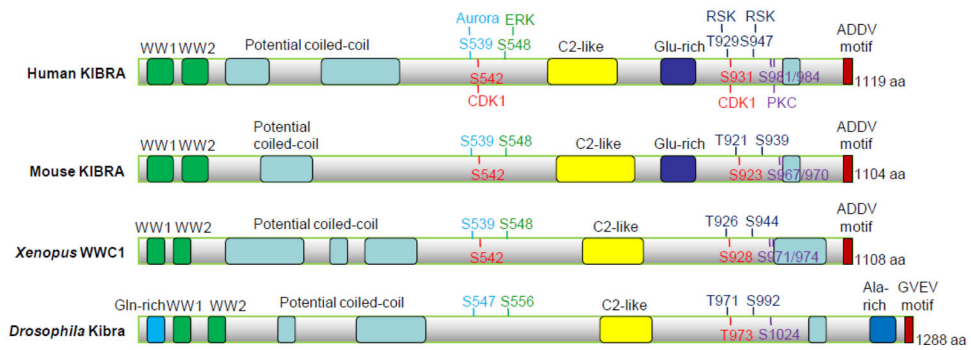 Aurora ERK RSK RSK
WW1 WW2 Potential coiled-coil S539 S548 C2-like Glu-rich T929 S947 ADDV motif
Human KIBRA S542 S931 S981/984 1119 aa
CDK1 CDK1 PKC
WW1 WW2 Potential coiled-coil S539 S548 C2-like Glu-rich T921 S939 ADDV motif
Mouse KIBRA S542 S923 S967/970 1104 aa
WW1 WW2 Potential coiled-coil S539 S548 C2-like T926 S944 ADDV motif
Xenopus WWC1 S542 S928 S971/974 1108 aa
Gln-rich WW1 WW2 Potential coiled-coil S547 S556 C2-like T971 S992 Ala-rich GVEV motif
Drosophila Kibra T973 S1024 1288 aa